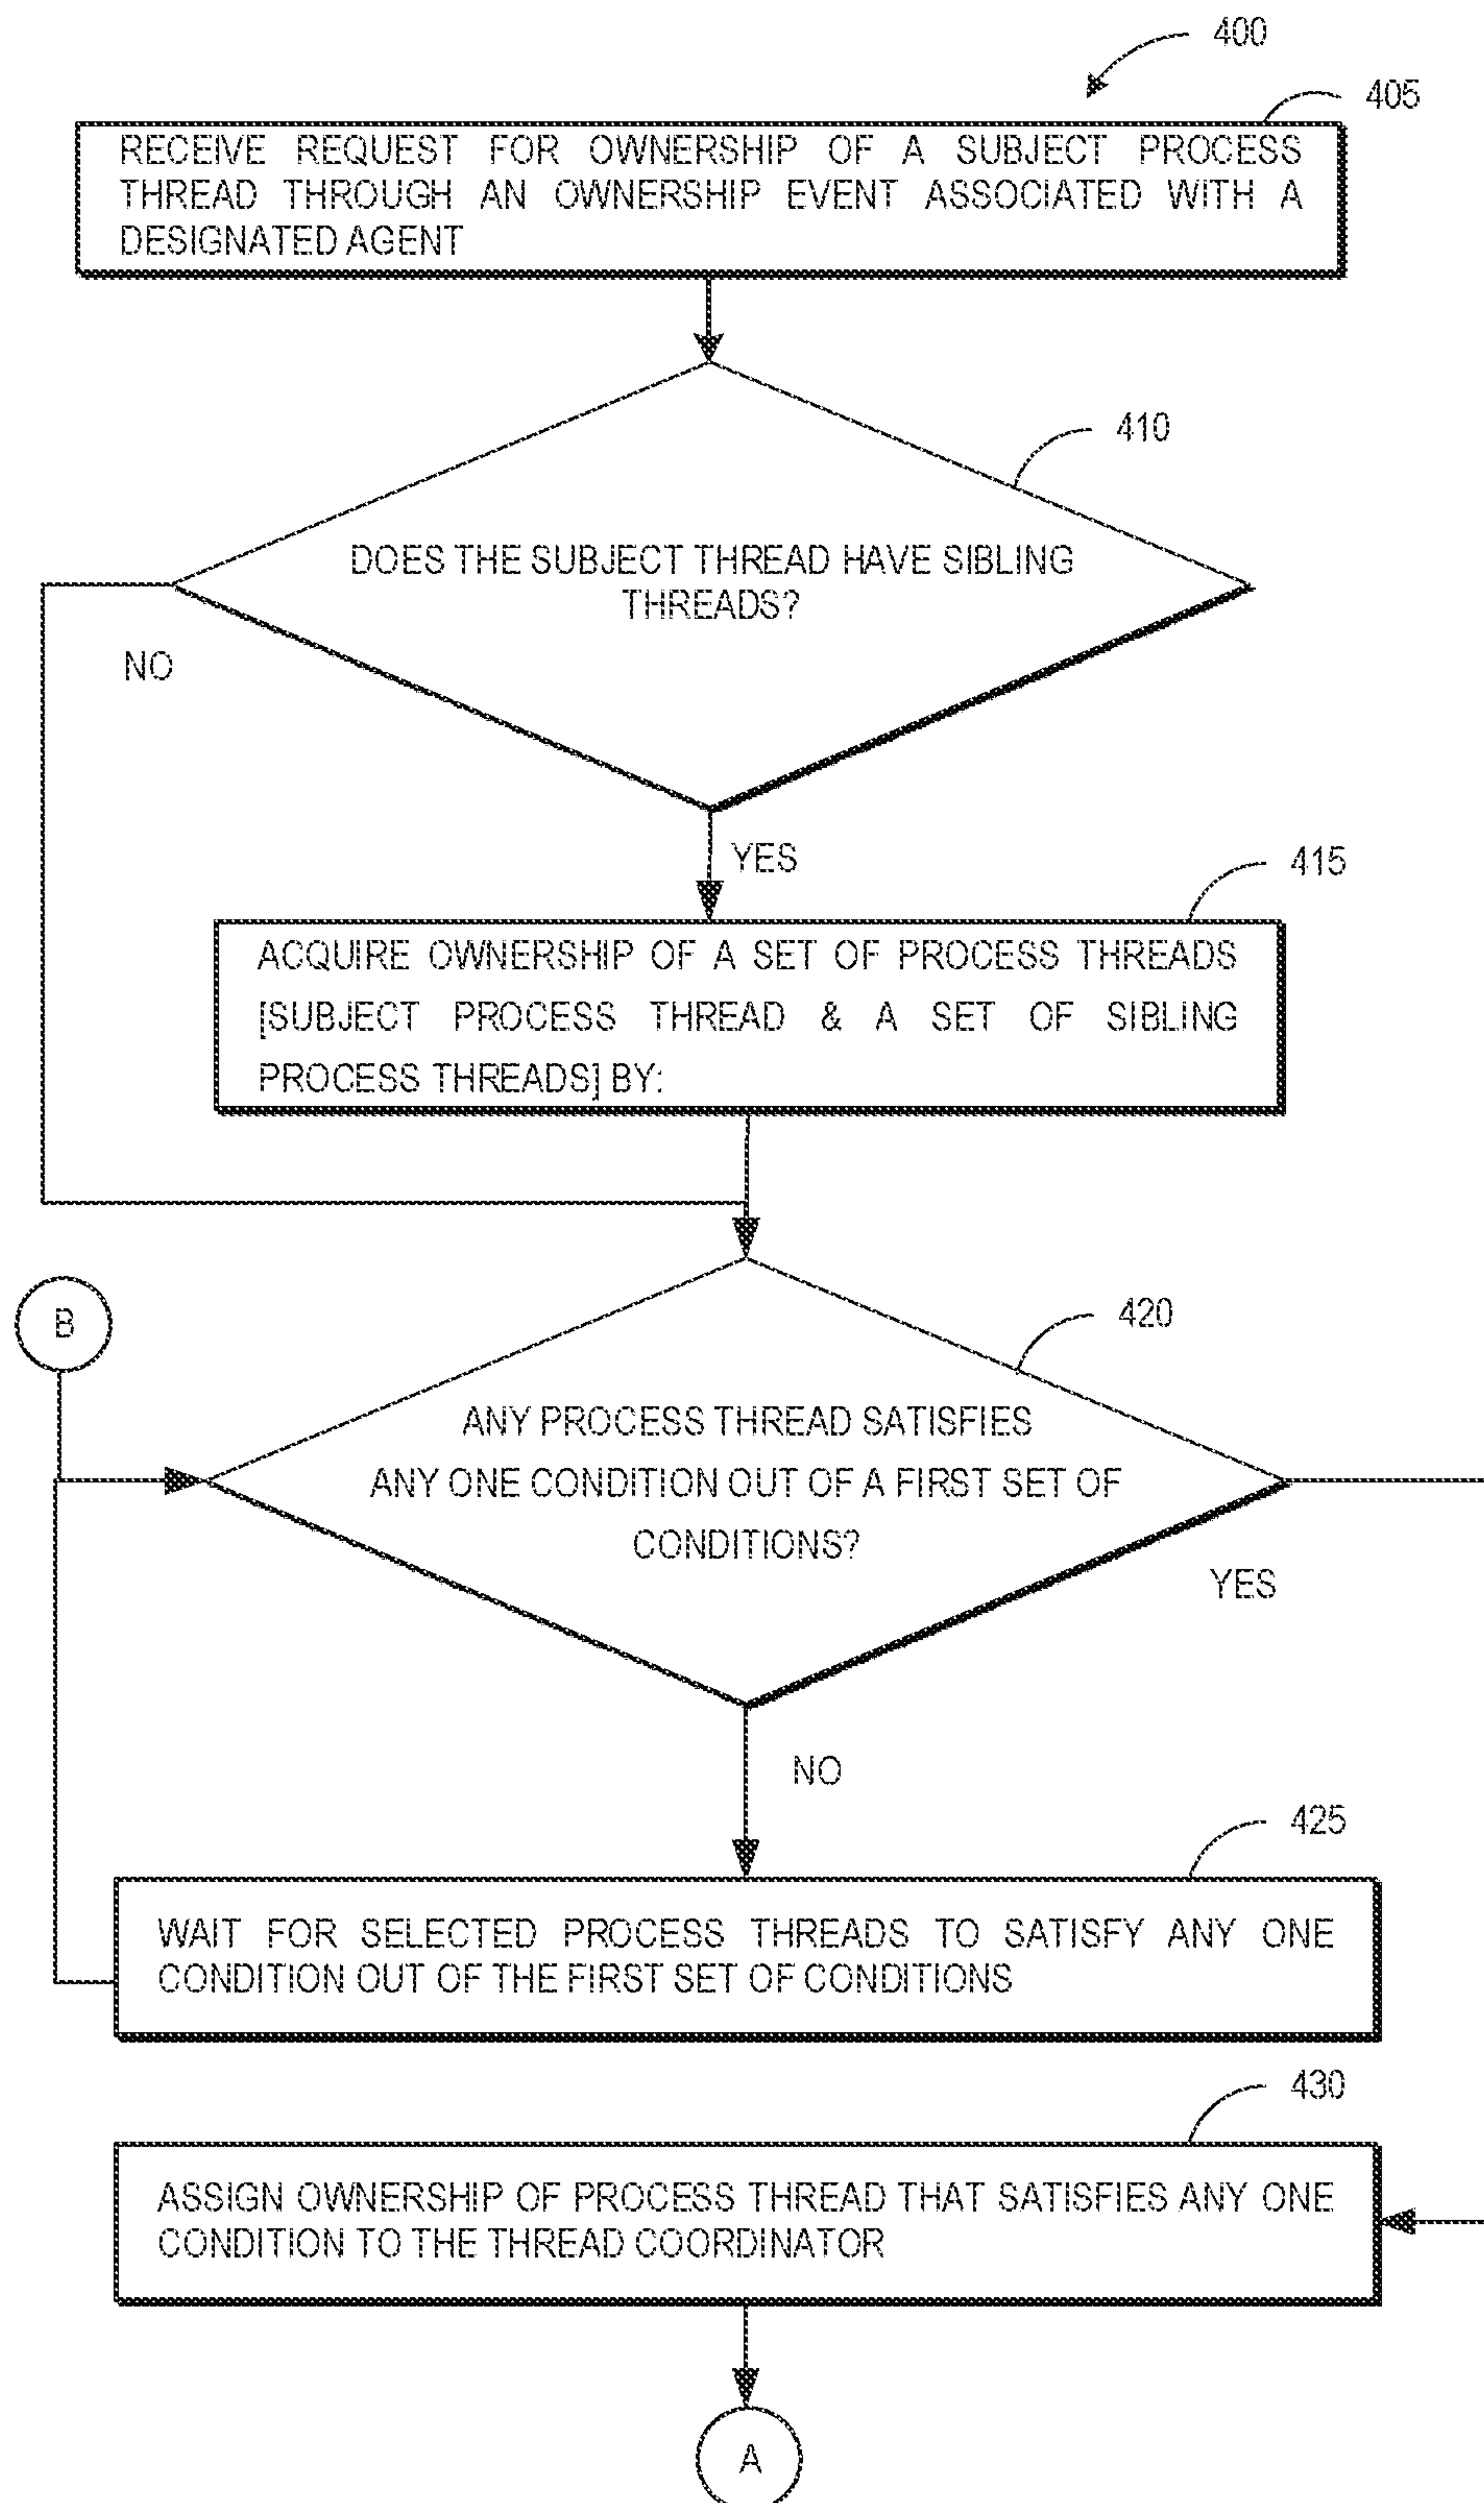 400
405
RECEIVE REQUEST FOR OWNERSHIP OF A SUBJECT PROCESS
THREAD THROUGH AN OWNERSHIP EVENT ASSOCIATED WITH A
DESIGNATED AGENT
410
DOES THE SUBJECT THREAD HAVE SIBLING
THREADS?
NO
YES
415
ACQUIRE OWNERSHIP OF A SET OF PROCESS THREADS
[SUBJECT PROCESS THREAD & A SET OF SIBLING
PROCESS THREADS] BY:
B
420
ANY PROCESS THREAD SATISFIES
ANY ONE CONDITION OUT OF A FIRST SET OF
CONDITIONS?
YES
NO
425
WAIT FOR SELECTED PROCESS THREADS TO SATISFY ANY ONE
CONDITION OUT OF THE FIRST SET OF CONDITIONS
430
ASSIGN OWNERSHIP OF PROCESS THREAD THAT SATISFIES ANY ONE
CONDITION TO THE THREAD COORDINATOR
A